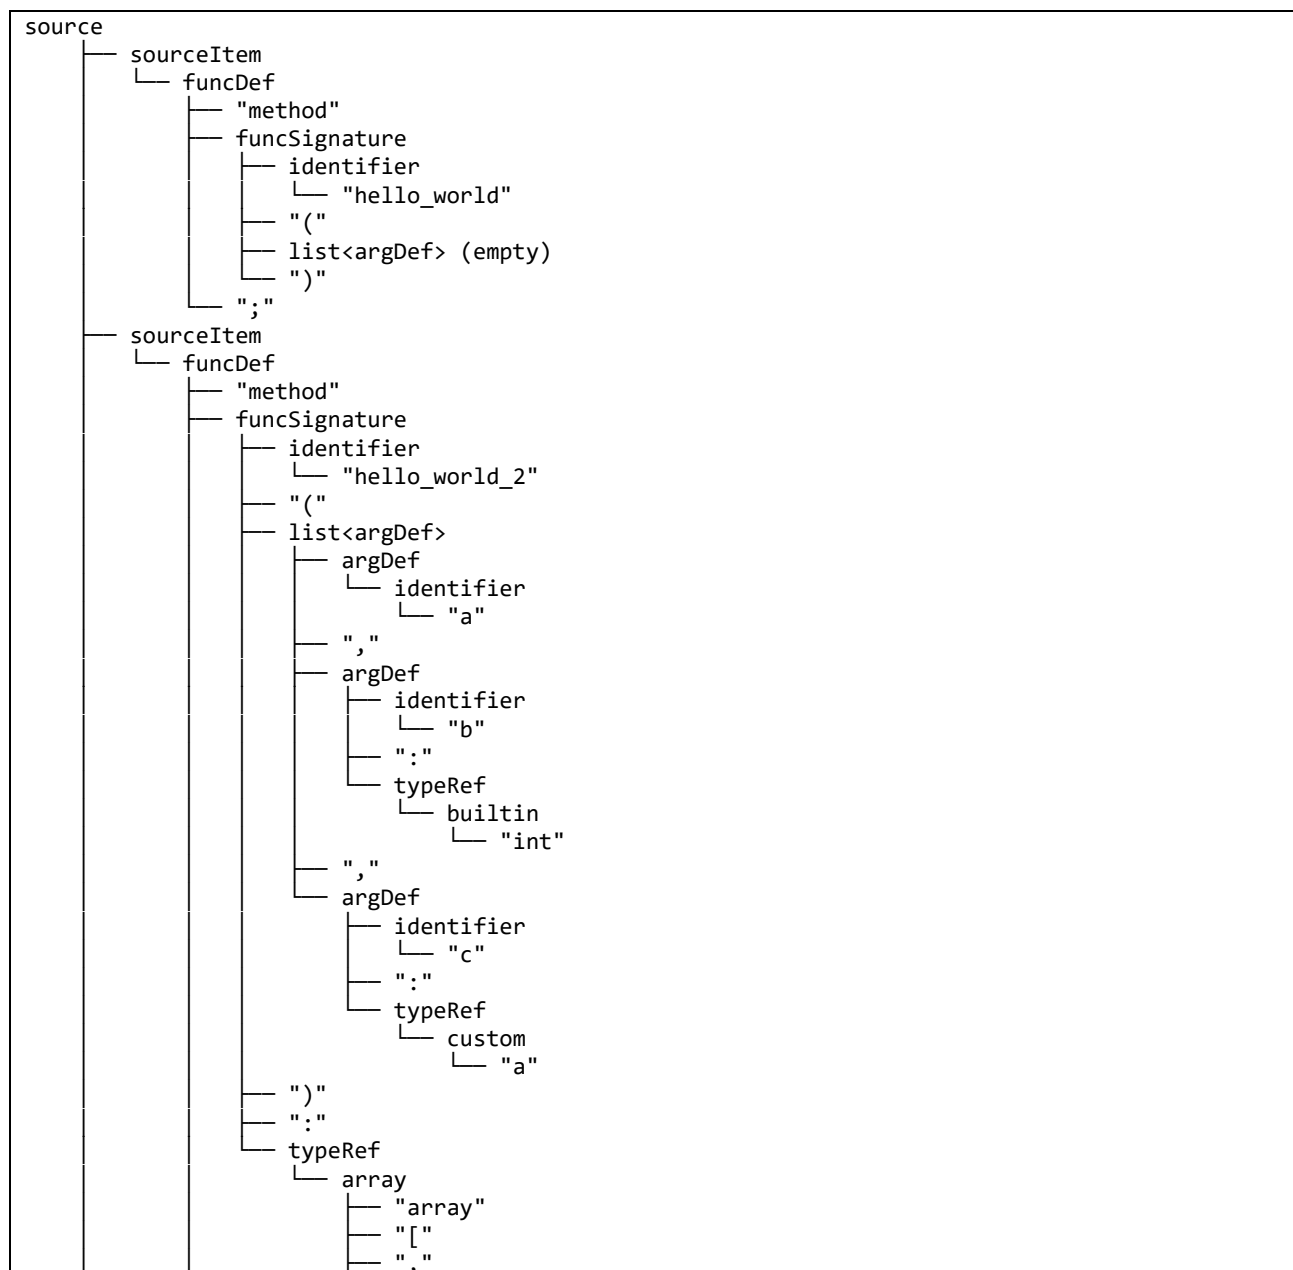 source
sourceItem
funcDef
"method"
funcSignature
identifier
"hello_world"
"("
list<argDef> (empty)
")"
";"
sourceItem
funcDef
"method"
funcSignature
identifier
"hello_world_2"
"("
list<argDef>
argDef
identifier
"a"
","
argDef
identifier
"b"
":"
typeRef
builtin
"int"
","
argDef
identifier
"c"
":"
typeRef
custom
"a"
")"
":"
typeRef
array
"array"
"["
","